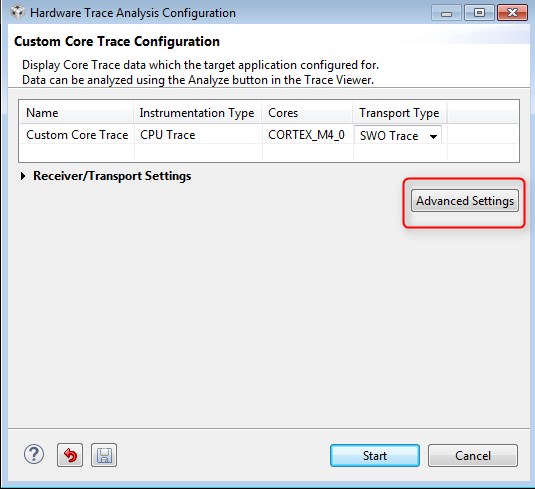 Hardware Trace Analysis Configuration
Custom Core Trace Configuration
Display Core Trace data which the target application configured for.
Data can be analyzed using the Analyze button in the Trace Viewer.
Name Instrumentation Type Cores Transport Type
Custom Core Trace CPU Trace CORTEX_M4_0 SWO Trace
Receiver/Transport Settings
Advanced Settings
Start Cancel